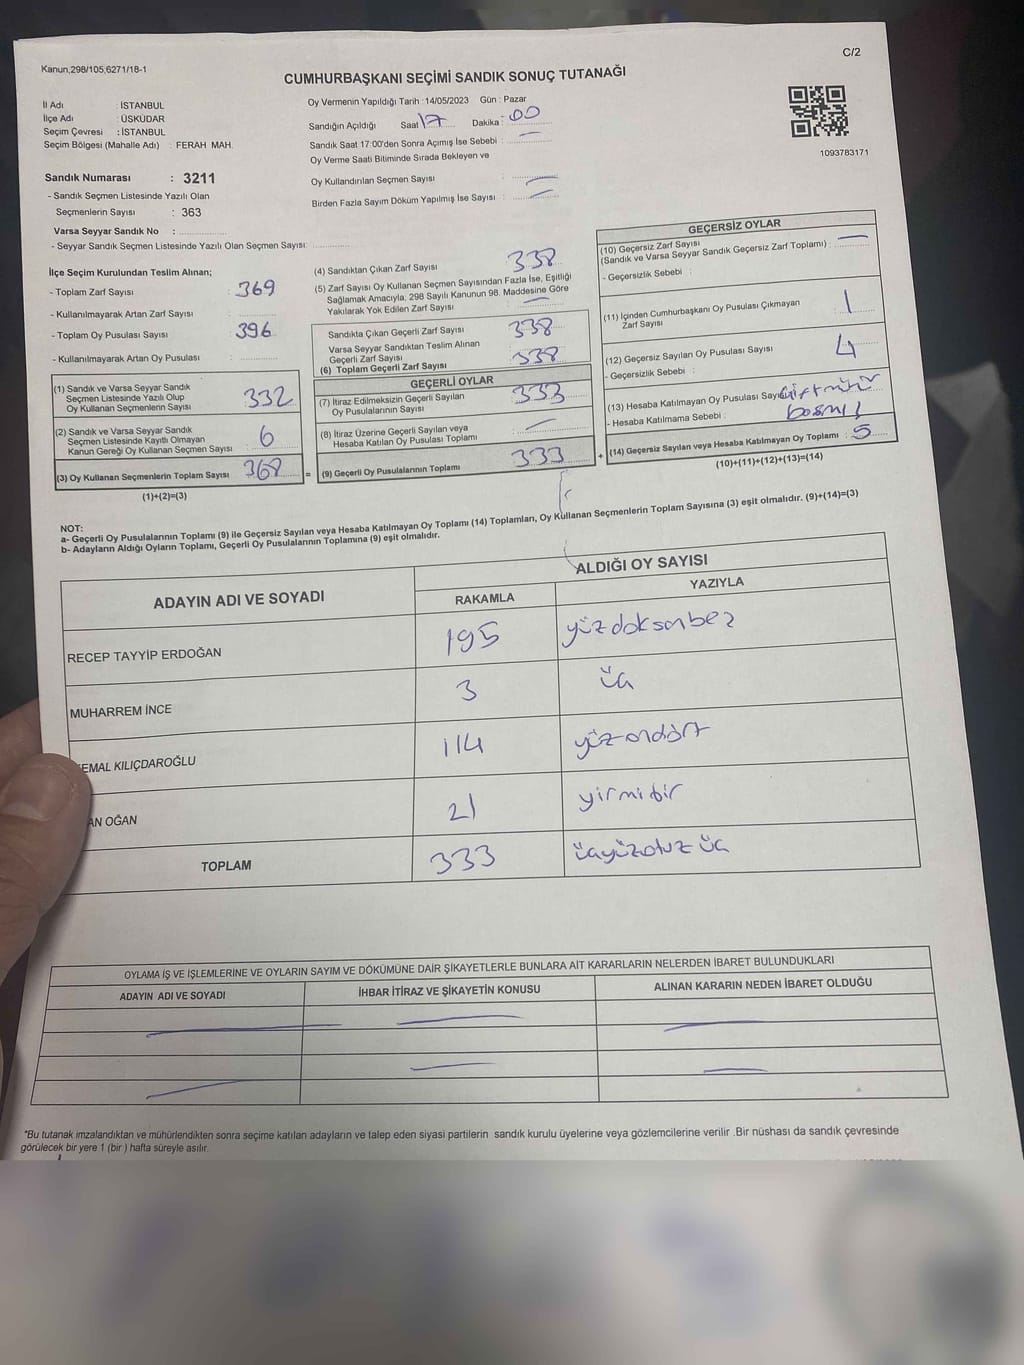 Kanun,298/105,6271/18-1
C/2
CUMHURBAŞKANI SEÇİMİ SANDIK SONUÇ TUTANAĞI
İl Adı : İSTANBUL
İlçe Adı : ÜSKÜDAR
Seçim Çevresi : İSTANBUL
Seçim Bölgesi (Mahalle Adı) : FERAH MAH.
Oy Vermenin Yapıldığı Tarih : 14/05/2023 Gün : Pazar
Sandığın Açıldığı Saat 17 Dakika : 00
Sandık Saat 17:00'den Sonra Açımış İse Sebebi : —
Oy Verme Saati Bitiminde Sırada Bekleyen ve
Oy Kullandırılan Seçmen Sayısı
Birden Fazla Sayım Döküm Yapılmış İse Sayısı :
1093783171
Sandık Numarası : 3211
- Sandık Seçmen Listesinde Yazılı Olan
Seçmenlerin Sayısı : 363
Varsa Seyyar Sandık No :
- Seyyar Sandık Seçmen Listesinde Yazılı Olan Seçmen Sayısı:
İlçe Seçim Kurulundan Teslim Alınan;
- Toplam Zarf Sayısı : 369
- Kullanılmayarak Artan Zarf Sayısı :
- Toplam Oy Pusulası Sayısı : 396
- Kullanılmayarak Artan Oy Pusulası :
(1) Sandık ve Varsa Seyyar Sandık
Seçmen Listesinde Yazılı Olup
Oy Kullanan Seçmenlerin Sayısı 332
(2) Sandık ve Varsa Seyyar Sandık
Seçmen Listesinde Kayıtlı Olmayan
Kanun Gereği Oy Kullanan Seçmen Sayısı 6
(3) Oy Kullanan Seçmenlerin Toplam Sayısı 368
(1)+(2)=(3)
(4) Sandıktan Çıkan Zarf Sayısı 338
(5) Zarf Sayısı Oy Kullanan Seçmen Sayısından Fazla İse, Eşitliği
Sağlamak Amacıyla, 298 Sayılı Kanunun 98. Maddesine Göre
Yakılarak Yok Edilen Zarf Sayısı : —
Sandıkta Çıkan Geçerli Zarf Sayısı 338
Varsa Seyyar Sandıktan Teslim Alınan
Geçerli Zarf Sayısı
(6) Toplam Geçerli Zarf Sayısı 338
GEÇERLİ OYLAR
(7) İtiraz Edilmeksizin Geçerli Sayılan
Oy Pusulalarının Sayısı 333
(8) İtiraz Üzerine Geçerli Sayılan veya
Hesaba Katılan Oy Pusulası Toplamı —
= (9) Geçerli Oy Pusulalarının Toplamı 333
GEÇERSİZ OYLAR
(10) Geçersiz Zarf Sayısı
(Sandık ve Varsa Seyyar Sandık Geçersiz Zarf Toplamı) : —
- Geçersizlik Sebebi :
(11) İçinden Cumhurbaşkanı Oy Pusulası Çıkmayan
Zarf Sayısı : 1
(12) Geçersiz Sayılan Oy Pusulası Sayısı : 4
- Geçersizlik Sebebi :
(13) Hesaba Katılmayan Oy Pusulası Sayısı
- Hesaba Katılmama Sebebi :
+ (14) Geçersiz Sayılan veya Hesaba Katılmayan Oy Toplamı : 5
(10)+(11)+(12)+(13)=(14)
NOT:
a- Geçerli Oy Pusulalarının Toplamı (9) ile Geçersiz Sayılan veya Hesaba Katılmayan Oy Toplamı (14) Toplamları, Oy Kullanan Seçmenlerin Toplam Sayısına (3) eşit olmalıdır. (9)+(14)=(3)
b- Adayların Aldığı Oyların Toplamı, Geçerli Oy Pusulalarının Toplamına (9) eşit olmalıdır.
ADAYIN ADI VE SOYADI
ALDIĞI OY SAYISI
RAKAMLA YAZIYLA
RECEP TAYYİP ERDOĞAN 195 yüzdoksanbeş
MUHARREM İNCE 3 üç
EMAL KILIÇDAROĞLU 114 yüzondört
AN OĞAN 21 yirmibir
TOPLAM 333 üçyüzotuzüç
OYLAMA İŞ VE İŞLEMLERİNE VE OYLARIN SAYIM VE DÖKÜMÜNE DAİR ŞİKAYETLERLE BUNLARA AİT KARARLARIN NELERDEN İBARET BULUNDUKLARI
ADAYIN ADI VE SOYADI İHBAR İTİRAZ VE ŞİKAYETİN KONUSU ALINAN KARARIN NEDEN İBARET OLDUĞU
"Bu tutanak imzalandıktan ve mühürlendikten sonra seçime katılan adayların ve talep eden siyasi partilerin sandık kurulu üyelerine veya gözlemcilerine verilir .Bir nüshası da sandık çevresinde
görülecek bir yere 1 (bir ) hafta süreyle asılır.